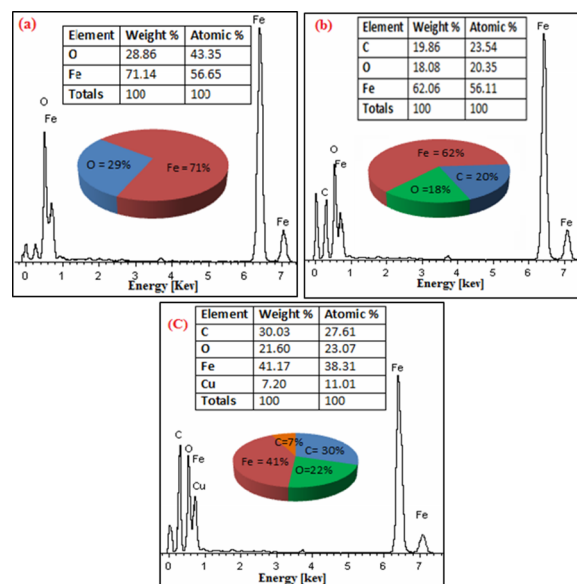 (a)
Element Weight % Atomic %
O 28.86 43.35
Fe 71.14 56.65
Totals 100 100
Fe
O
Fe
O = 29%
Fe = 71%
Fe
0 1 2 3 4 5 6 7
Energy [Kev]
(b)
Element Weight % Atomic %
C 19.86 23.54
O 18.08 20.35
Fe 62.06 56.11
Totals 100 100
Fe
O
Fe
C
Fe = 62%
O =18%
C = 20%
Fe
0 1 2 3 4 5 6 7
Energy [kev]
(C)
Element Weight % Atomic %
C 30.03 27.61
O 21.60 23.07
Fe 41.17 38.31
Cu 7.20 11.01
Totals 100 100
Fe
C
O
Fe
Cu
C=7%
C= 30%
Fe = 41%
O=22%
Fe
0 1 2 3 4 5 6 7
Energy [kev]